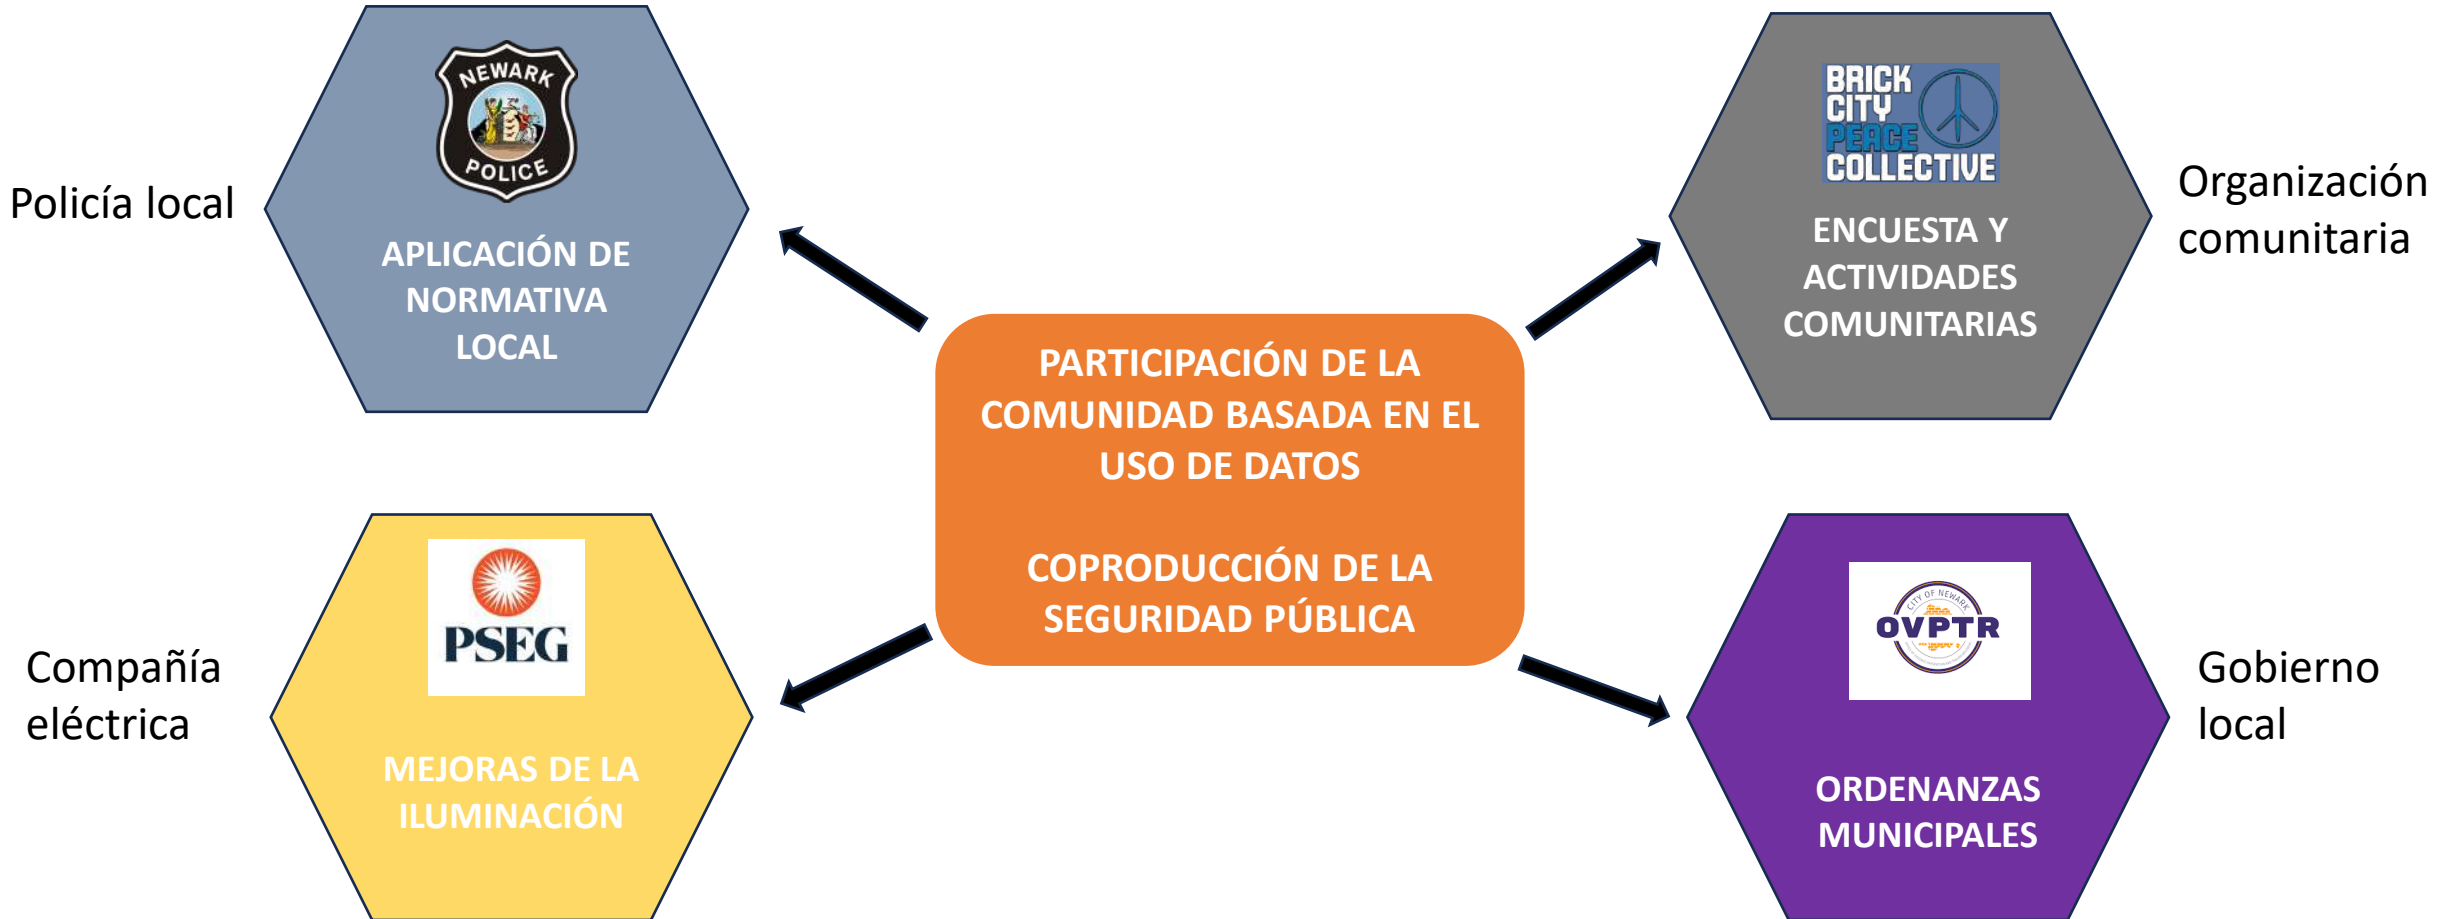 Policía local
NEWARK
POLICE
APLICACIÓN DE
NORMATIVA
LOCAL
BRICK
CITY
PEACE
COLLECTIVE
ENCUESTA Y
ACTIVIDADES
COMUNITARIAS
Organización
comunitaria
PARTICIPACIÓN DE LA
COMUNIDAD BASADA EN EL
USO DE DATOS
COPRODUCCIÓN DE LA
SEGURIDAD PÚBLICA
Compañía
eléctrica
PSEG
MEJORAS DE LA
ILUMINACIÓN
CITY OF NEWARK
OVPTR
ORDENANZAS
MUNICIPALES
Gobierno
local